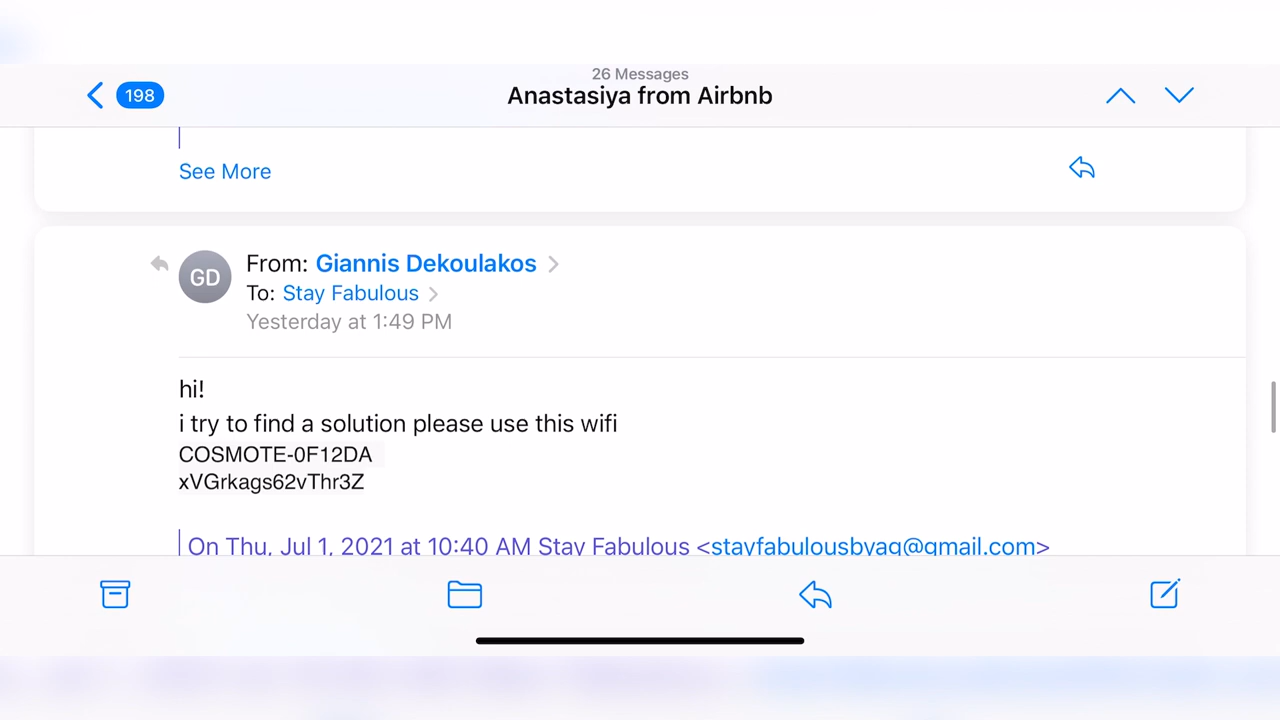 26 Messages
198
Anastasiya from Airbnb
See More
GD
From: Giannis Dekoulakos
To: Stay Fabulous
Yesterday at 1:49 PM
hi!
i try to find a solution please use this wifi
COSMOTE-0F12DA
xVGrkags62vThr3Z
On Thu, Jul 1, 2021 at 10:40 AM Stay Fabulous <stayfabulousbyag@gmail.com>